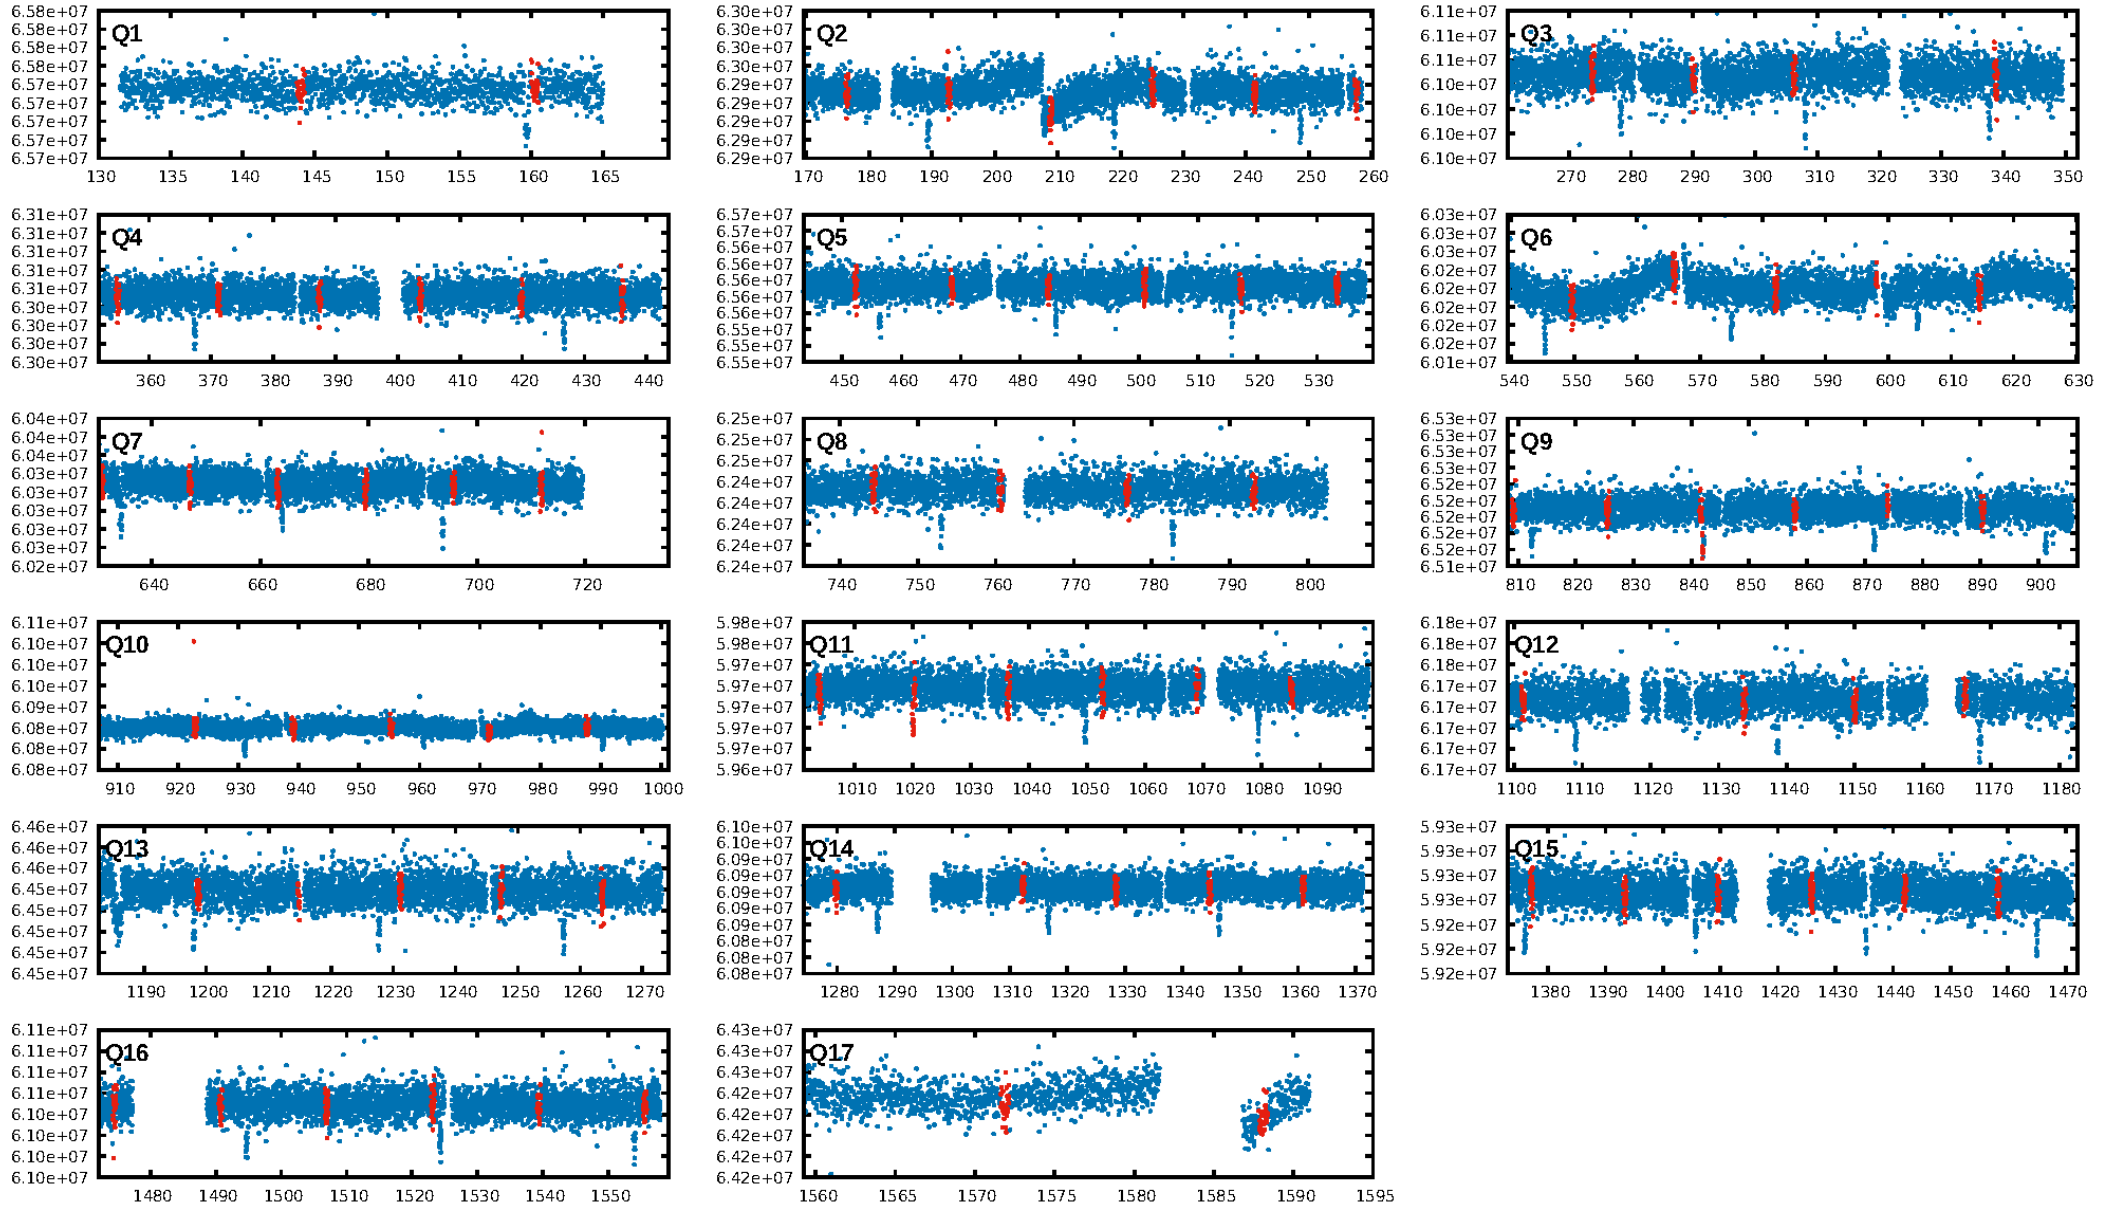 6.58e+07 6.58e+07 6.58e+07 6.57e+07 6.57e+07 6.57e+07 6.57e+07 6.57e+07 6.57e+07
Q1
130 135 140 145 150 155 160 165
6.30e+07 6.30e+07 6.30e+07 6.30e+07 6.29e+07 6.29e+07 6.29e+07 6.29e+07 6.29e+07
Q2
170 180 190 200 210 220 230 240 250 260
6.11e+07 6.11e+07 6.10e+07 6.10e+07 6.10e+07 6.10e+07 6.10e+07
Q3
270 280 290 300 310 320 330 340 350
6.31e+07 6.31e+07 6.31e+07 6.31e+07 6.31e+07 6.30e+07 6.30e+07 6.30e+07 6.30e+07
Q4
360 370 380 390 400 410 420 430 440
6.57e+07 6.56e+07 6.56e+07 6.56e+07 6.56e+07 6.56e+07 6.56e+07 6.55e+07 6.55e+07 6.55e+07
Q5
450 460 470 480 490 500 510 520 530
6.03e+07 6.03e+07 6.03e+07 6.02e+07 6.02e+07 6.02e+07 6.02e+07 6.02e+07 6.01e+07
Q6
540 550 560 570 580 590 600 610 620 630
6.04e+07 6.04e+07 6.04e+07 6.03e+07 6.03e+07 6.03e+07 6.03e+07 6.03e+07 6.02e+07
Q7
640 660 680 700 720
6.25e+07 6.25e+07 6.25e+07 6.24e+07 6.24e+07 6.24e+07 6.24e+07 6.24e+07
Q8
740 750 760 770 780 790 800
6.53e+07 6.53e+07 6.53e+07 6.53e+07 6.52e+07 6.52e+07 6.52e+07 6.52e+07 6.52e+07 6.51e+07
Q9
810 820 830 840 850 860 870 880 890 900
6.11e+07 6.10e+07 6.10e+07 6.10e+07 6.09e+07 6.08e+07 6.08e+07 6.08e+07
Q10
910 920 930 940 950 960 970 980 990 1000
5.98e+07 5.98e+07 5.97e+07 5.97e+07 5.97e+07 5.97e+07 5.97e+07 5.96e+07
Q11
1010 1020 1030 1040 1050 1060 1070 1080 1090
6.18e+07 6.18e+07 6.18e+07 6.17e+07 6.17e+07 6.17e+07 6.17e+07 6.17e+07
Q12
1100 1110 1120 1130 1140 1150 1160 1170 1180
6.46e+07 6.46e+07 6.46e+07 6.45e+07 6.45e+07 6.45e+07 6.45e+07 6.45e+07
Q13
1190 1200 1210 1220 1230 1240 1250 1260 1270
6.10e+07 6.10e+07 6.09e+07 6.09e+07 6.09e+07 6.09e+07 6.09e+07 6.08e+07 6.08e+07 6.08e+07
Q14
1280 1290 1300 1310 1320 1330 1340 1350 1360 1370
5.93e+07 5.93e+07 5.93e+07 5.93e+07 5.92e+07 5.92e+07 5.92e+07
Q15
1380 1390 1400 1410 1420 1430 1440 1450 1460 1470
6.11e+07 6.11e+07 6.11e+07 6.11e+07 6.10e+07 6.10e+07 6.10e+07 6.10e+07
Q16
1480 1490 1500 1510 1520 1530 1540 1550
6.43e+07 6.43e+07 6.43e+07 6.42e+07 6.42e+07 6.42e+07 6.42e+07 6.42e+07
Q17
1560 1565 1570 1575 1580 1585 1590 1595